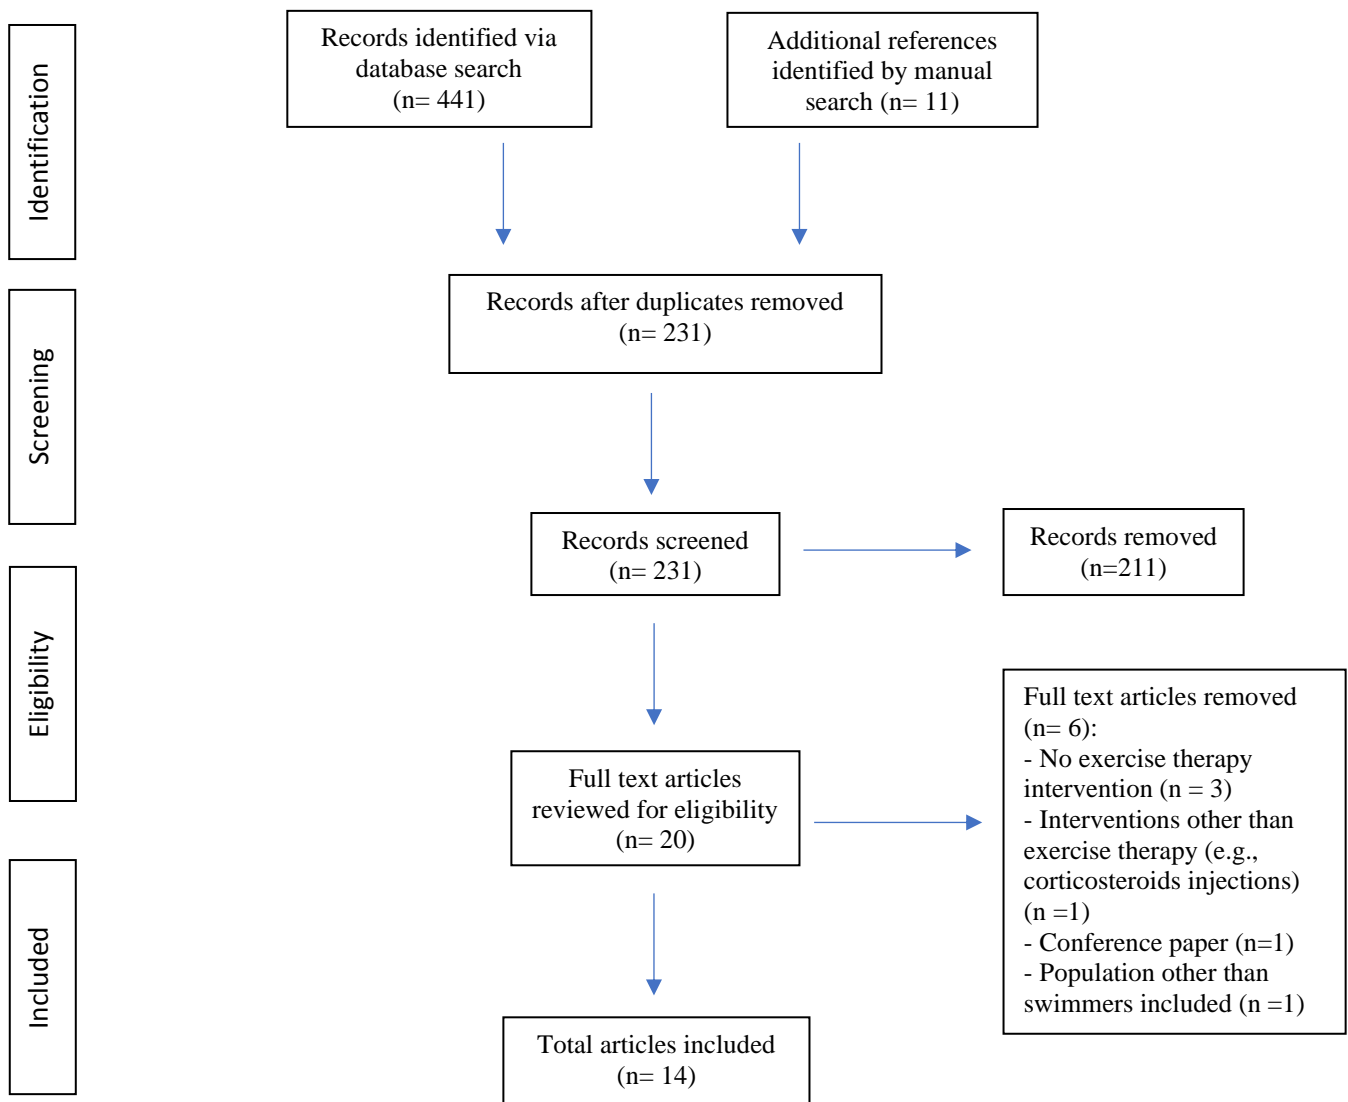 Identification
Records identified via
database search
(n= 441)
Additional references
identified by manual
search (n= 11)
Records after duplicates removed
(n= 231)
Screening
Records screened
(n= 231)
Records removed
(n=211)
Eligibility
Full text articles
reviewed for eligibility
(n= 20)
Full text articles removed
(n= 6):
- No exercise therapy
intervention (n = 3)
- Interventions other than
exercise therapy (e.g.,
corticosteroids injections)
(n =1)
- Conference paper (n=1)
- Population other than
swimmers included (n =1)
Included
Total articles included
(n= 14)